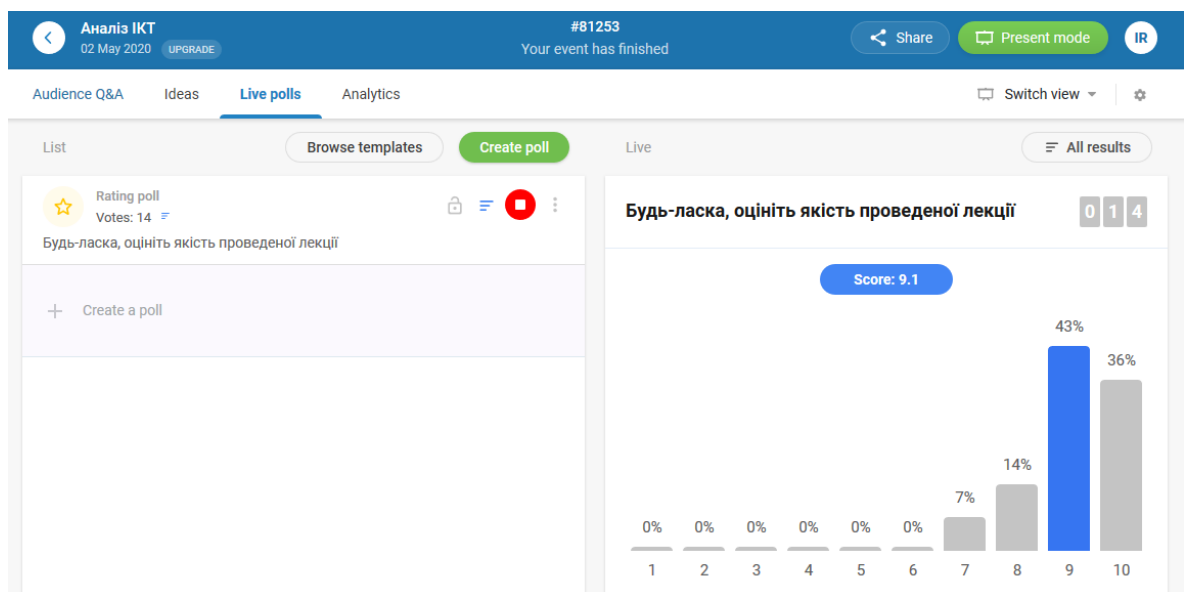 Аналіз ІКТ
02 May 2020 UPGRADE
#81253
Your event has finished
Share
Present mode
IR
Audience Q&A Ideas Live polls Analytics
Switch view
List Browse templates Create poll
Rating poll
Votes: 14
Будь-ласка, оцініть якість проведеної лекції
Create a poll
Live All results
Будь-ласка, оцініть якість проведеної лекції 0 1 4
Score: 9.1
43%
36%
14%
7%
0% 0% 0% 0% 0% 0%
1 2 3 4 5 6 7 8 9 10